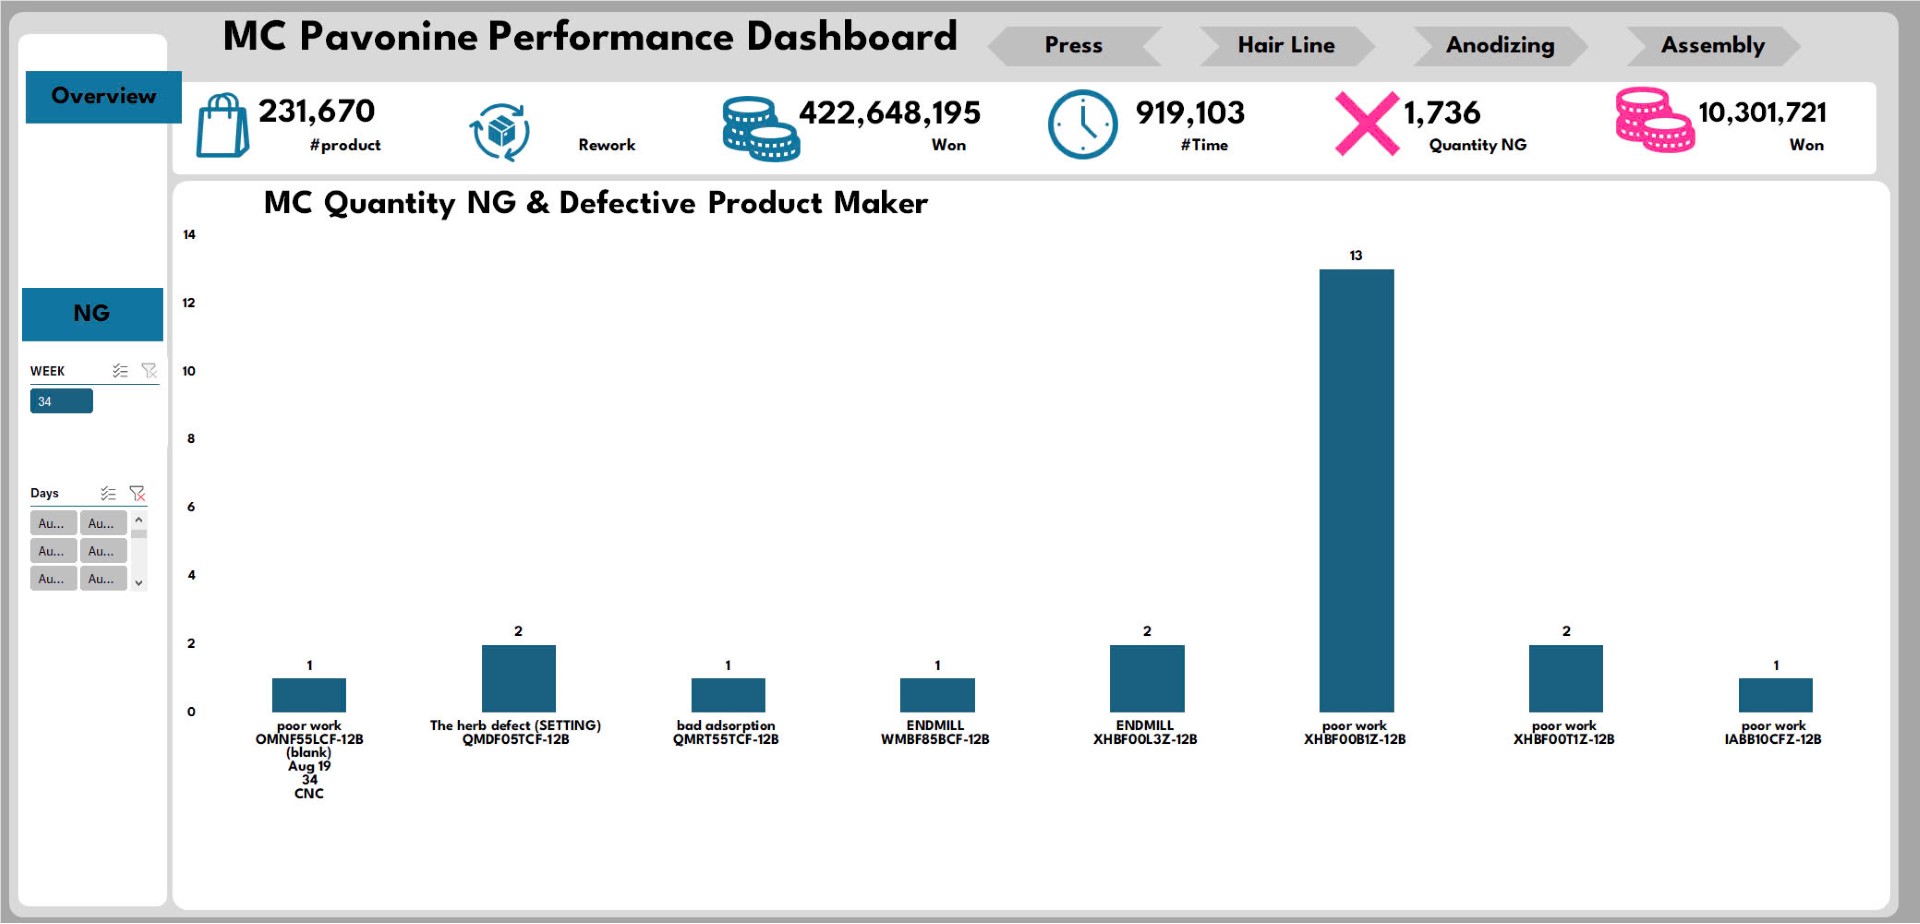 MC Pavonine Performance Dashboard
Press
Hair Line
Anodizing
Assembly
Overview
231,670
#product
Rework
422,648,195
Won
919,103
#Time
1,736
Quantity NG
10,301,721
Won
NG
WEEK
34
Days
Au...
Au...
Au...
Au...
Au...
Au...
MC Quantity NG & Defective Product Maker
14
12
10
8
6
4
2
0
1
2
1
1
2
13
2
1
poor work
OMNF55LCF-12B
(blank)
Aug 19
34
CNC
The herb defect (SETTING)
QMDF05TCF-12B
bad adsorption
QMRT55TCF-12B
ENDMILL
WMBF85BCF-12B
ENDMILL
XHBF00L3Z-12B
poor work
XHBF00B1Z-12B
poor work
XHBF00T1Z-12B
poor work
IABB10CFZ-12B